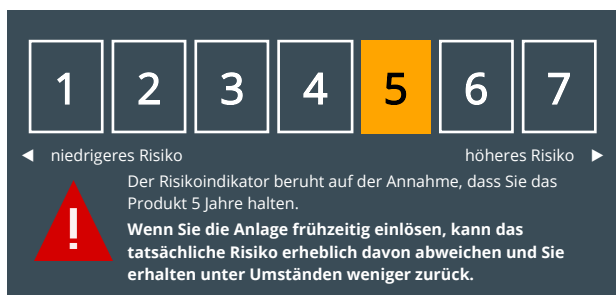 1 2 3 4 5 6 7
niedrigeres Risiko höheres Risiko
Der Risikoindikator beruht auf der Annahme, dass Sie das
Produkt 5 Jahre halten.
Wenn Sie die Anlage frühzeitig einlösen, kann das
tatsächliche Risiko erheblich davon abweichen und Sie
erhalten unter Umständen weniger zurück.
!